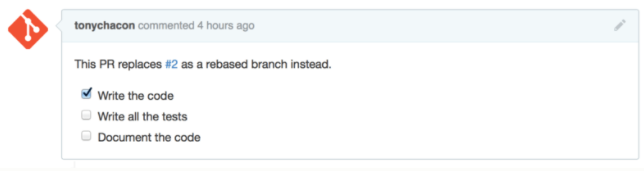 tonychacon commented 4 hours ago
This PR replaces #2 as a rebased branch instead.
Write the code
Write all the tests
Document the code